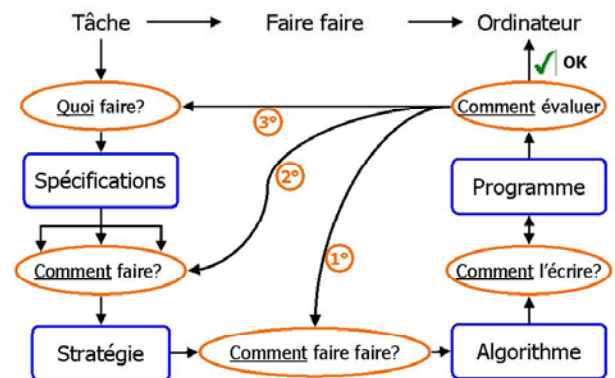 Tâche
Faire faire
Ordinateur
OK
Quoi faire?
Comment évaluer
3°
2°
Spécifications
Programme
1°
Comment faire?
Comment l'écrire?
Stratégie
Comment faire faire?
Algorithme